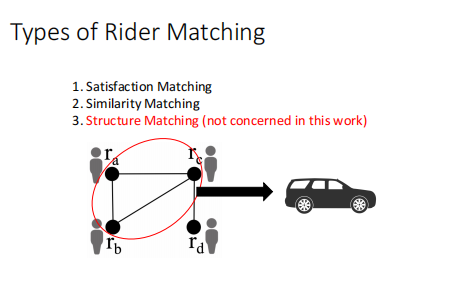 Types of Rider Matching
1. Satisfaction Matching
2. Similarity Matching
3. Structure Matching (not concerned in this work)
ra rc
rb rd